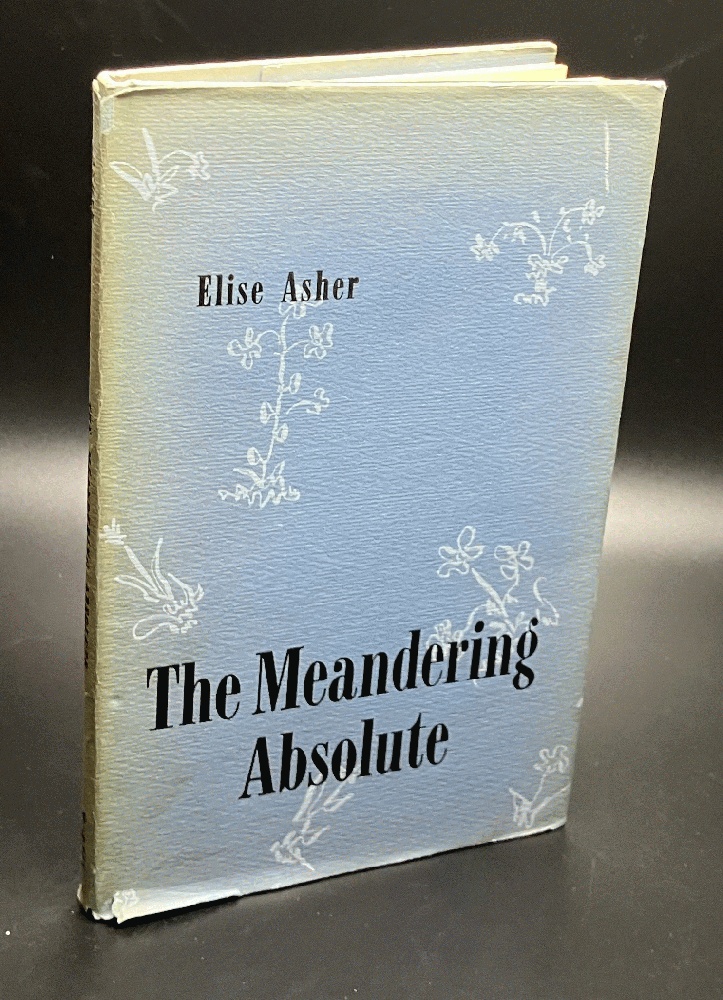 Elise Asher
The Meandering
Absolute